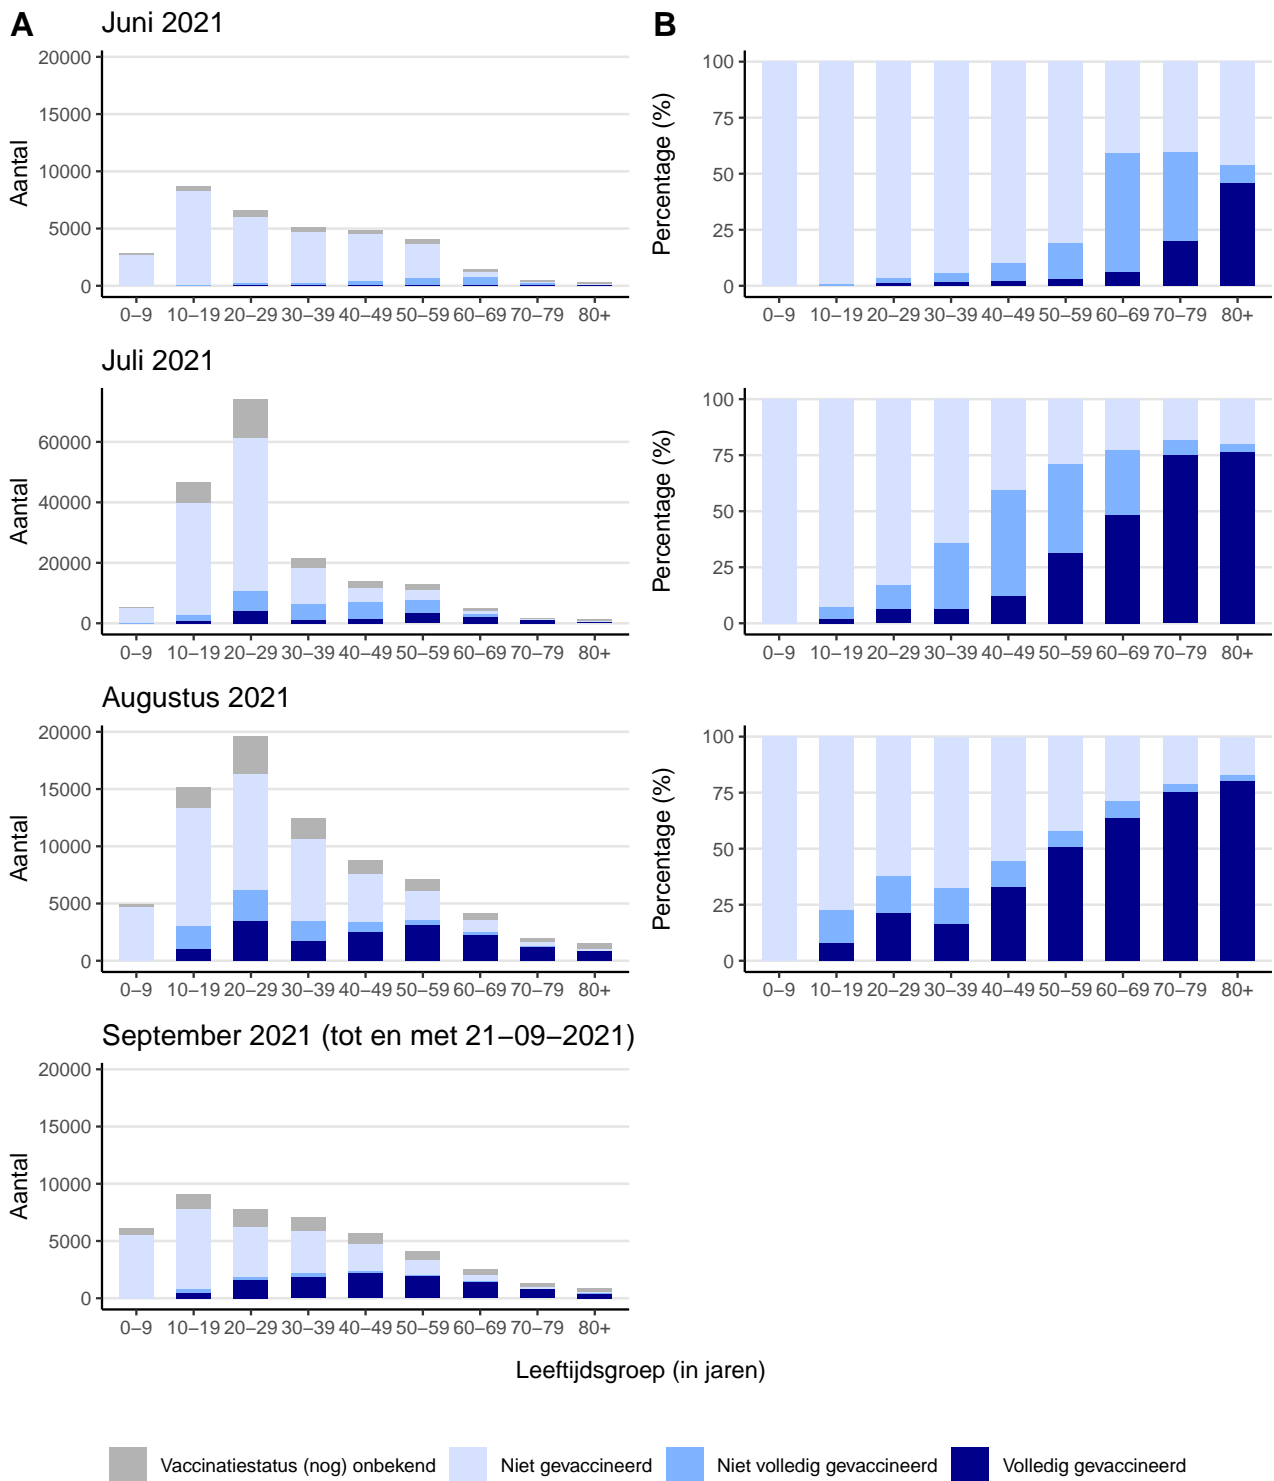 A
Juni 2021
B
Aantal
20000
15000
10000
5000
0
0–9 10–19 20–29 30–39 40–49 50–59 60–69 70–79 80+
Percentage (%)
100
75
50
25
0
0–9 10–19 20–29 30–39 40–49 50–59 60–69 70–79 80+
Juli 2021
Aantal
60000
40000
20000
0
0–9 10–19 20–29 30–39 40–49 50–59 60–69 70–79 80+
Percentage (%)
100
75
50
25
0
0–9 10–19 20–29 30–39 40–49 50–59 60–69 70–79 80+
Augustus 2021
Aantal
20000
15000
10000
5000
0
0–9 10–19 20–29 30–39 40–49 50–59 60–69 70–79 80+
Percentage (%)
100
75
50
25
0
0–9 10–19 20–29 30–39 40–49 50–59 60–69 70–79 80+
September 2021 (tot en met 21–09–2021)
Aantal
20000
15000
10000
5000
0
0–9 10–19 20–29 30–39 40–49 50–59 60–69 70–79 80+
Leeftijdsgroep (in jaren)
Vaccinatiestatus (nog) onbekend Niet gevaccineerd Niet volledig gevaccineerd Volledig gevaccineerd